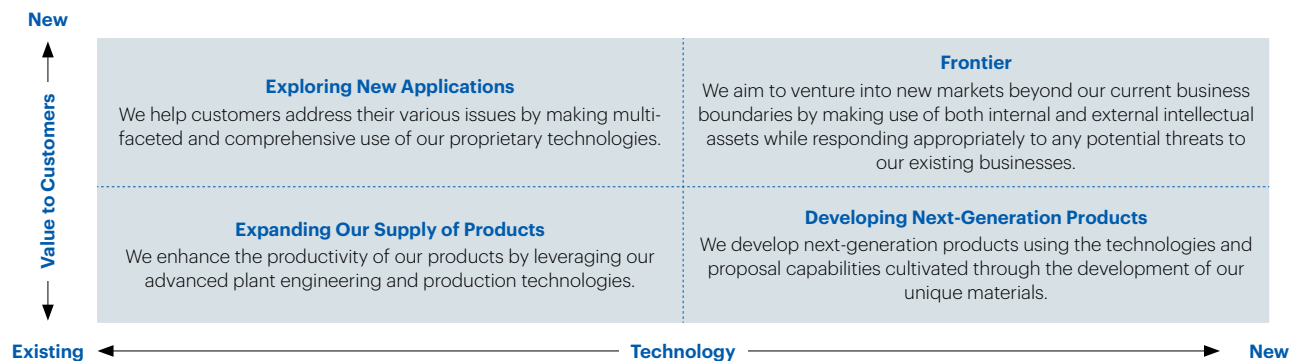 New
Value to Customers
Exploring New Applications
We help customers address their various issues by making multi-
faceted and comprehensive use of our proprietary technologies.
Frontier
We aim to venture into new markets beyond our current business
boundaries by making use of both internal and external intellectual
assets while responding appropriately to any potential threats to
our existing businesses.
Expanding Our Supply of Products
We enhance the productivity of our products by leveraging our
advanced plant engineering and production technologies.
Developing Next-Generation Products
We develop next-generation products using the technologies and
proposal capabilities cultivated through the development of our
unique materials.
Existing
Technology
New